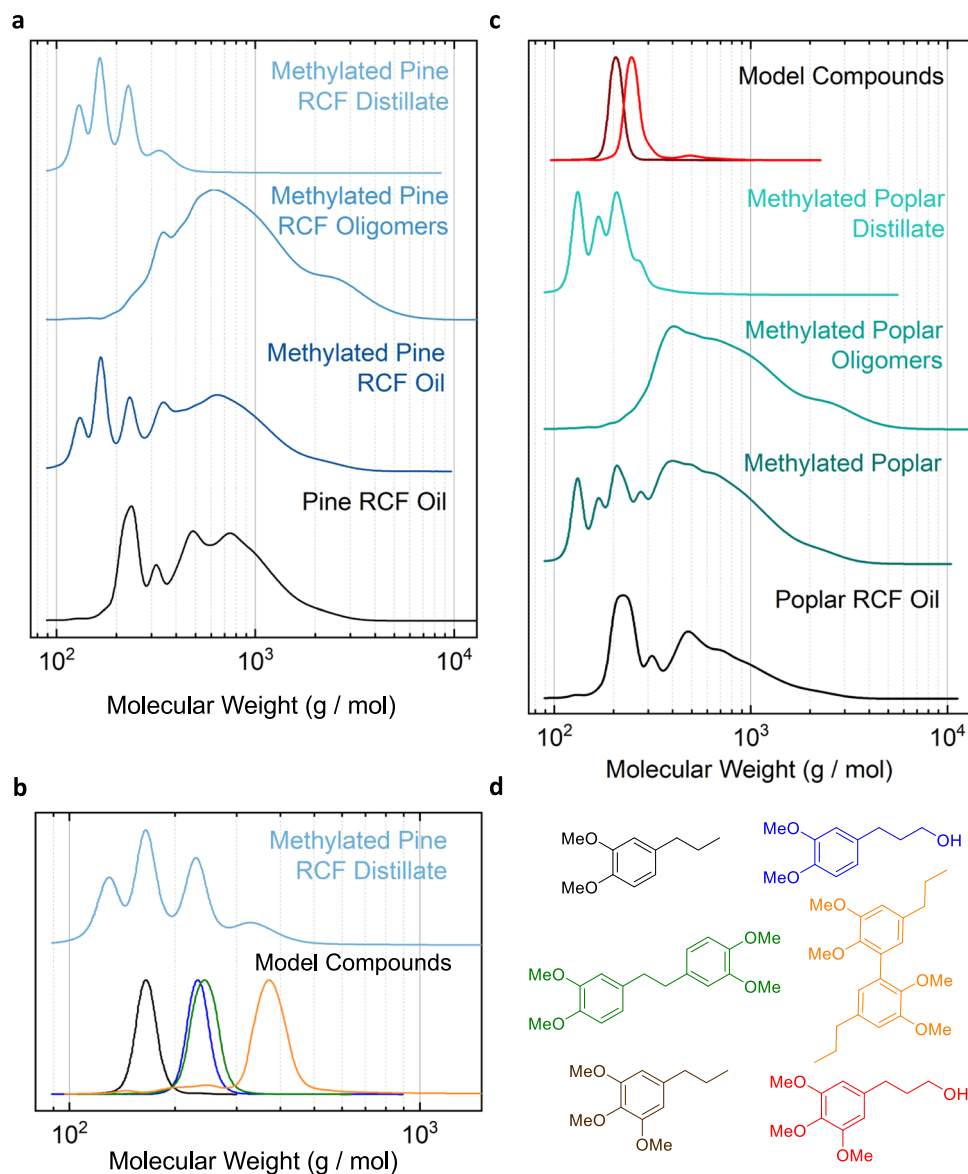 a
Methylated Pine
RCF Distillate
Methylated Pine
RCF Oligomers
Methylated Pine
RCF Oil
Pine RCF Oil
10²
10³
10⁴
Molecular Weight (g / mol)
b
Methylated Pine
RCF Distillate
Model Compounds
10²
10³
Molecular Weight (g / mol)
c
Model Compounds
Methylated Poplar
Distillate
Methylated Poplar
Oligomers
Methylated Poplar
Poplar RCF Oil
10²
10³
10⁴
Molecular Weight (g / mol)
d
MeO
MeO
MeO
MeO
OH
MeO
MeO
OMe
OMe
MeO
MeO
OMe
OMe
MeO
MeO
OMe
MeO
MeO
OMe
OH